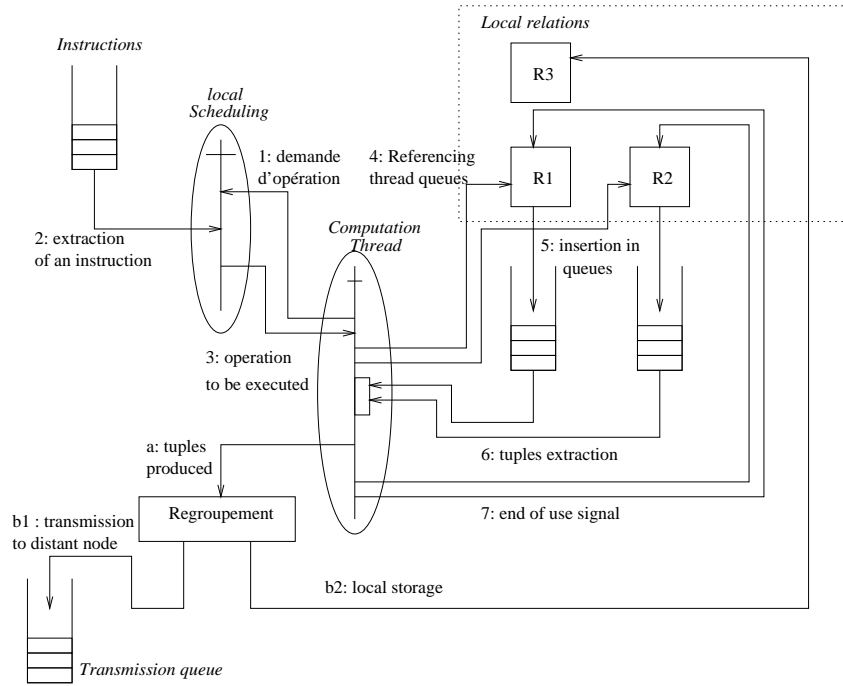 Local relations
Instructions
R3
local
Scheduling
1: demande
d'opération
4: Referencing
thread queues
R1
R2
Computation
Thread
2: extraction
of an instruction
5: insertion in
queues
3: operation
to be executed
a: tuples
produced
6: tuples extraction
Regroupement
7: end of use signal
b1 : transmission
to distant node
b2: local storage
Transmission queue